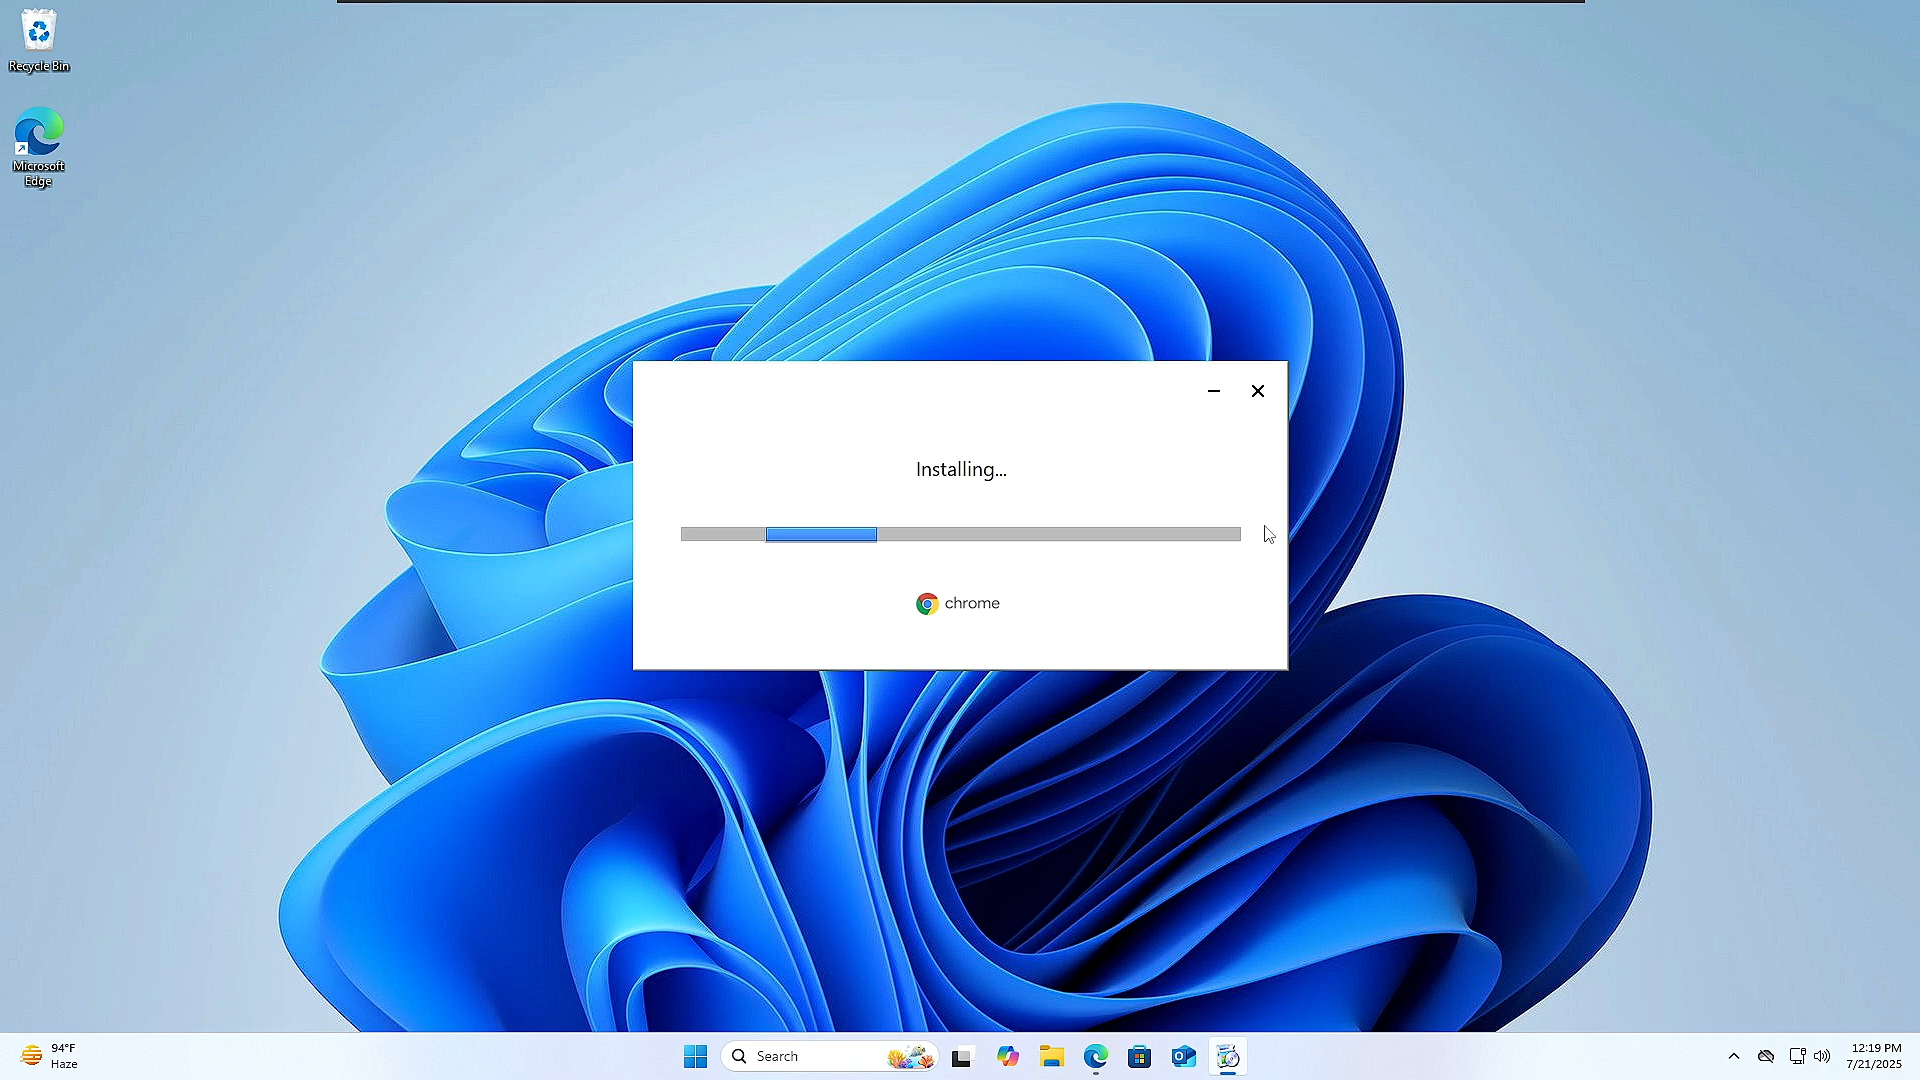 Recycle Bin
Microsoft
Edge
Installing...
chrome
94°F
Haze
Search
12:19 PM
7/21/2025